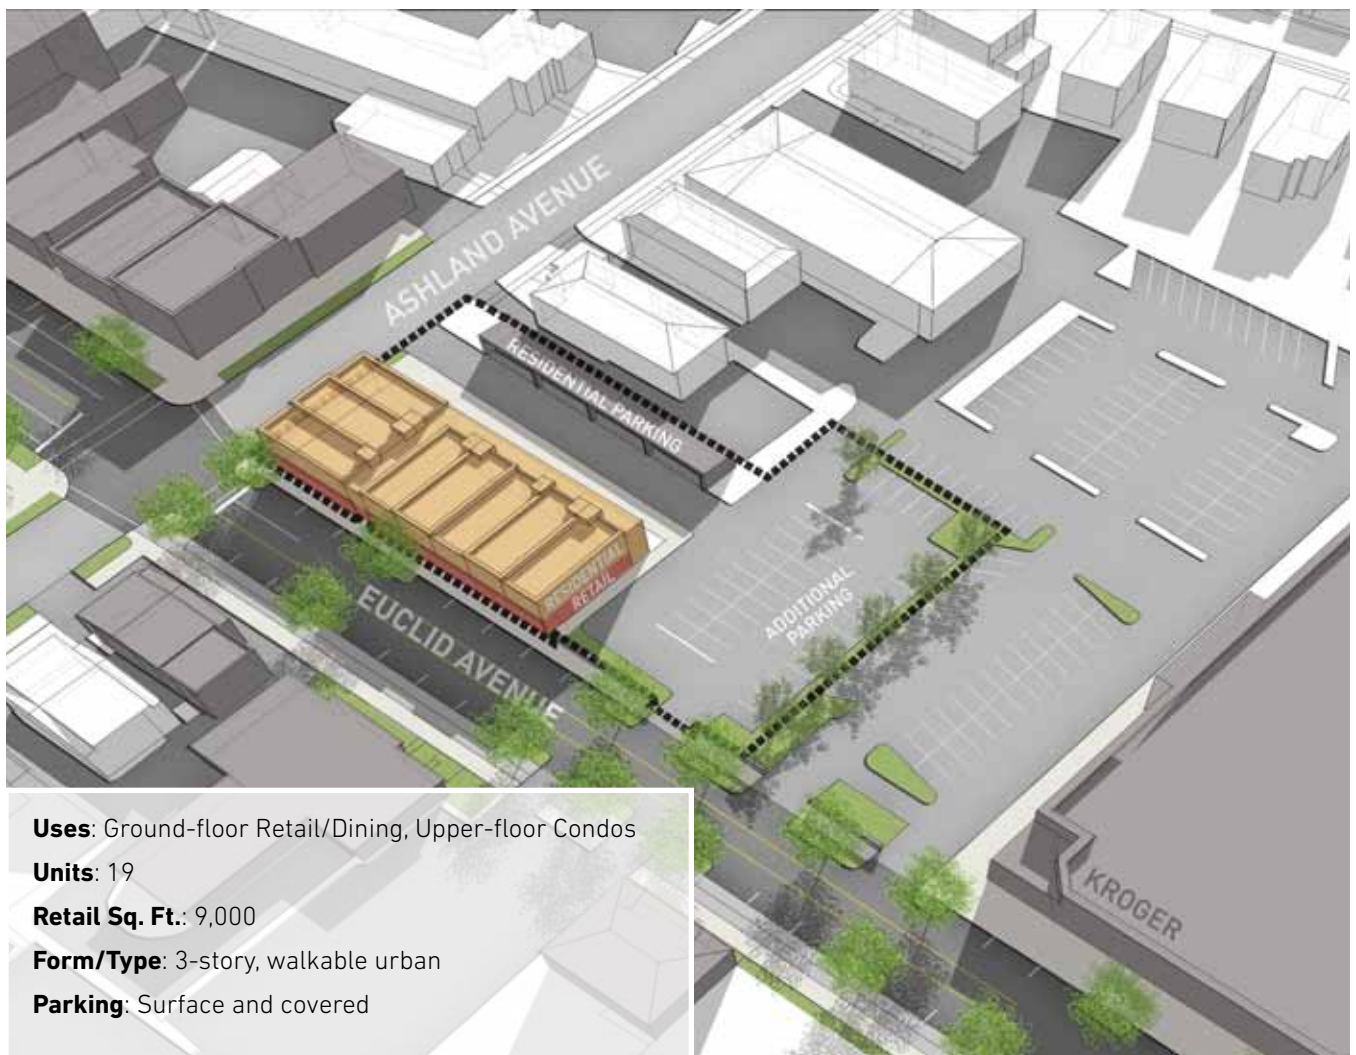 ASHLAND AVENUE
RESIDENTIAL PARKING
RESIDENTIAL
RETAIL
ADDITIONAL
PARKING
EUCLID AVENUE
KROGER
Uses: Ground-floor Retail/Dining, Upper-floor Condos
Units: 19
Retail Sq. Ft.: 9,000
Form/Type: 3-story, walkable urban
Parking: Surface and covered